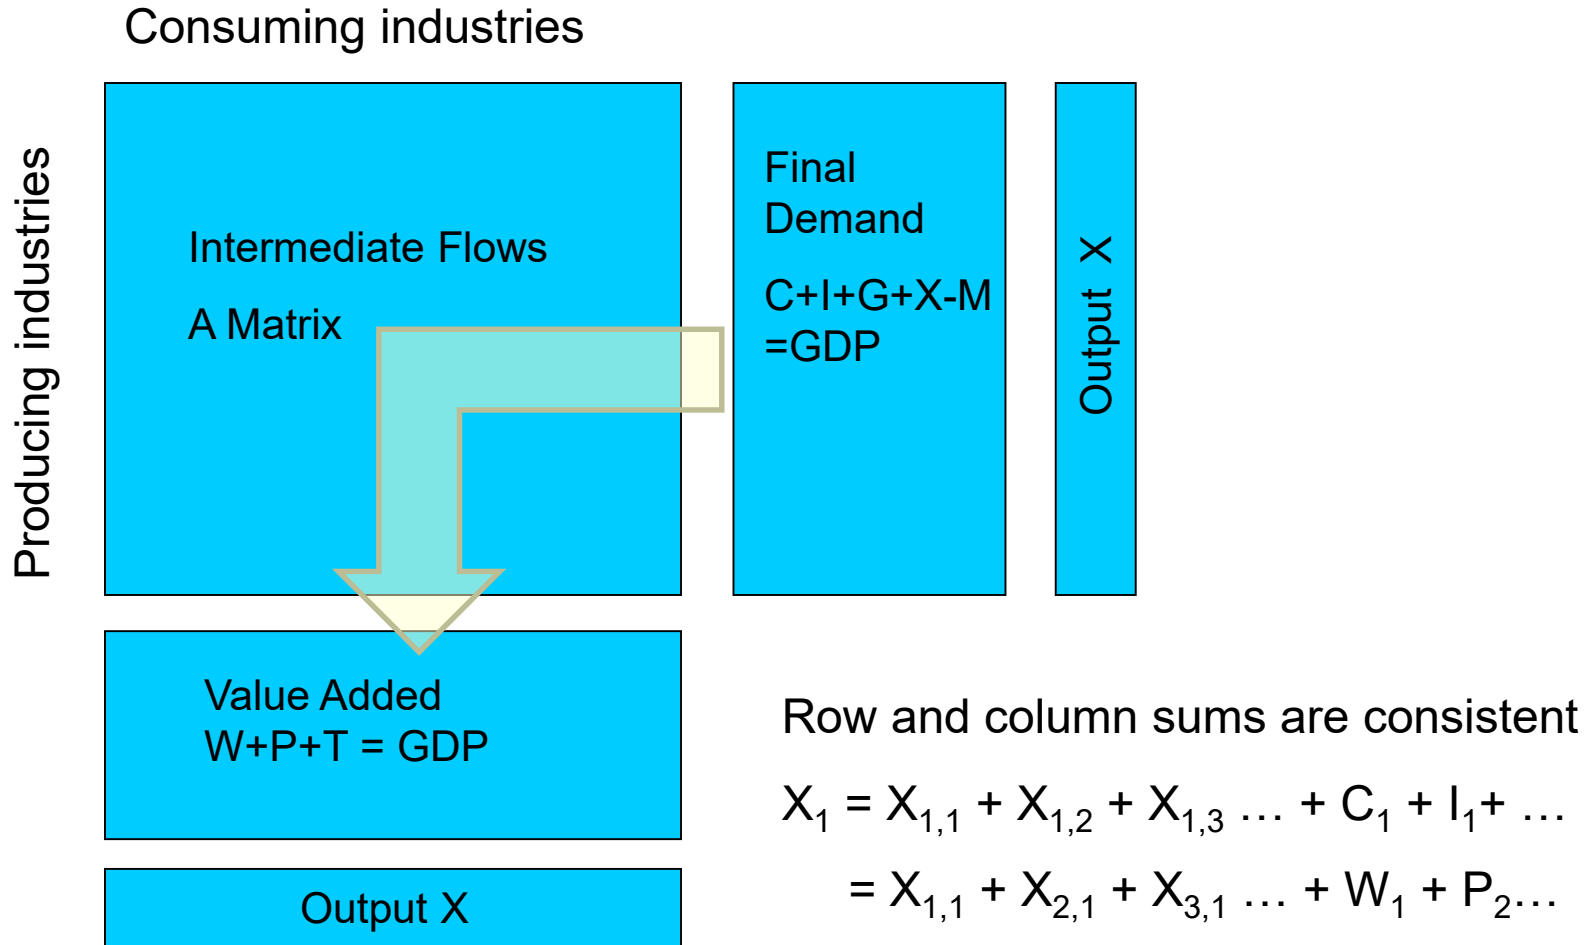 Consuming industries
Producing industries
Intermediate Flows
A Matrix
Final
Demand
C+I+G+X-M
=GDP
Output X
Value Added
W+P+T = GDP
Output X
Row and column sums are consistent
X₁ = X₁,₁ + X₁,₂ + X₁,₃ … + C₁ + I₁+ …
= X₁,₁ + X₂,₁ + X₃,₁ … + W₁ + P₂…